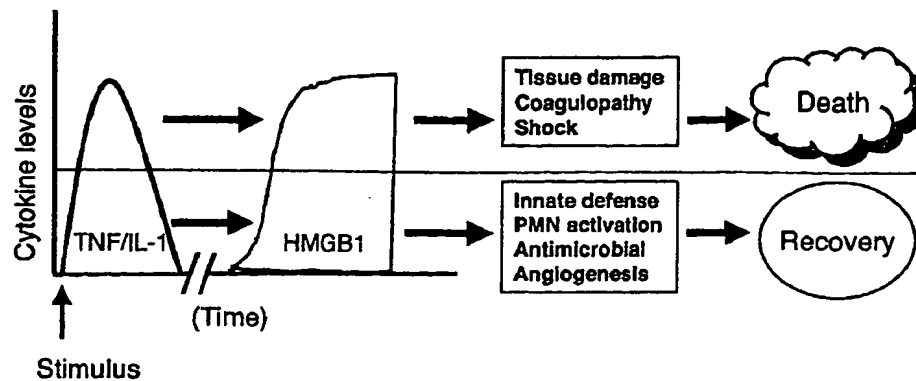 Cytokine levels
TNF/IL-1
HMGB1
(Time)
Stimulus
Tissue damage
Coagulopathy
Shock
Death
Innate defense
PMN activation
Antimicrobial
Angiogenesis
Recovery